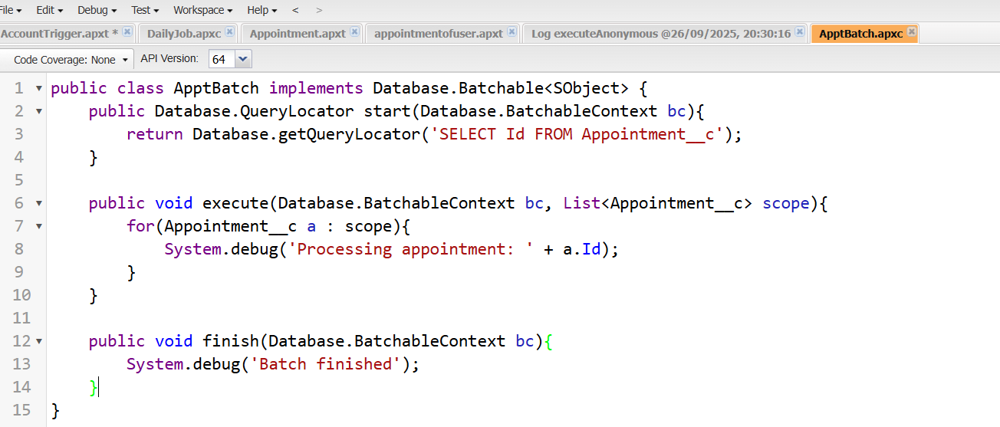 File Edit Debug Test Workspace Help < >
AccountTrigger.apxt * DailyJob.apxc Appointment.apxt appointmentofuser.apxt Log executeAnonymous @26/09/2025, 20:30:16 ApptBatch.apxc
Code Coverage: None API Version: 64
1 public class ApptBatch implements Database.Batchable<SObject> {
2     public Database.QueryLocator start(Database.BatchableContext bc){
3         return Database.getQueryLocator('SELECT Id FROM Appointment__c');
4     }
5
6     public void execute(Database.BatchableContext bc, List<Appointment__c> scope){
7         for(Appointment__c a : scope){
8             System.debug('Processing appointment: ' + a.Id);
9         }
10     }
11
12     public void finish(Database.BatchableContext bc){
13         System.debug('Batch finished');
14     }
15 }